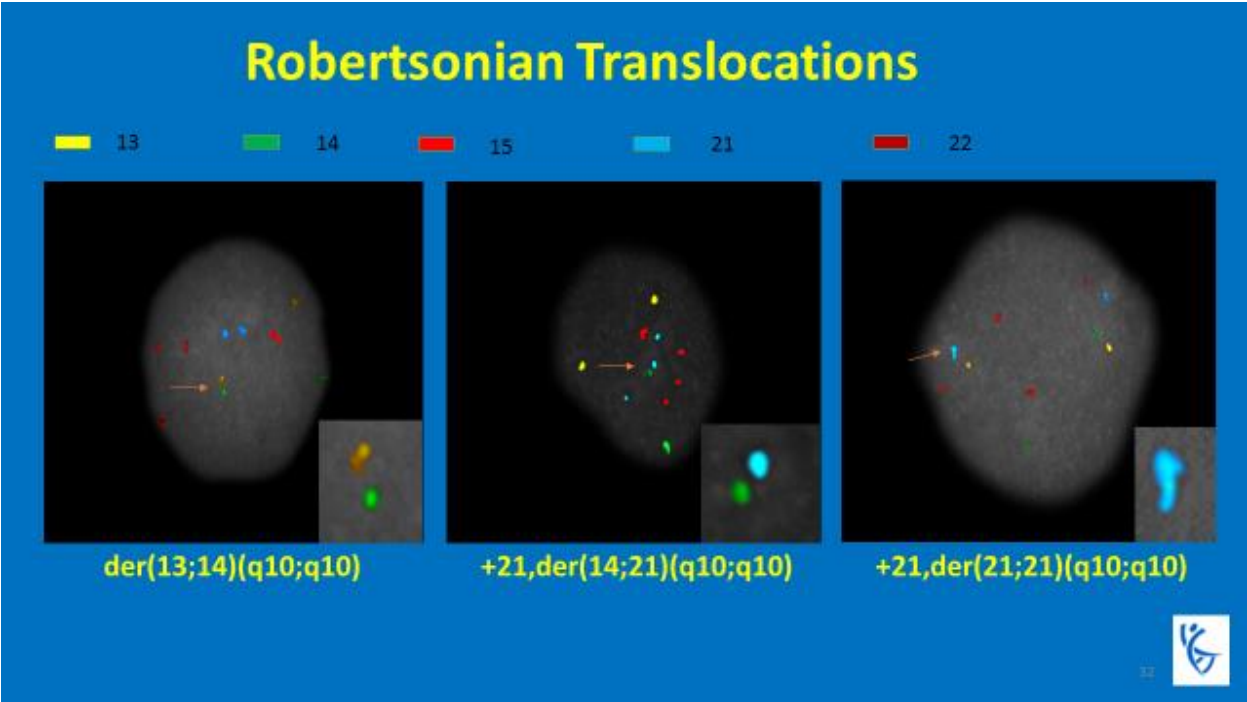 Robertsonian Translocations
13 14 15 21 22
der(13;14)(q10;q10) +21,der(14;21)(q10;q10) +21,der(21;21)(q10;q10)
32